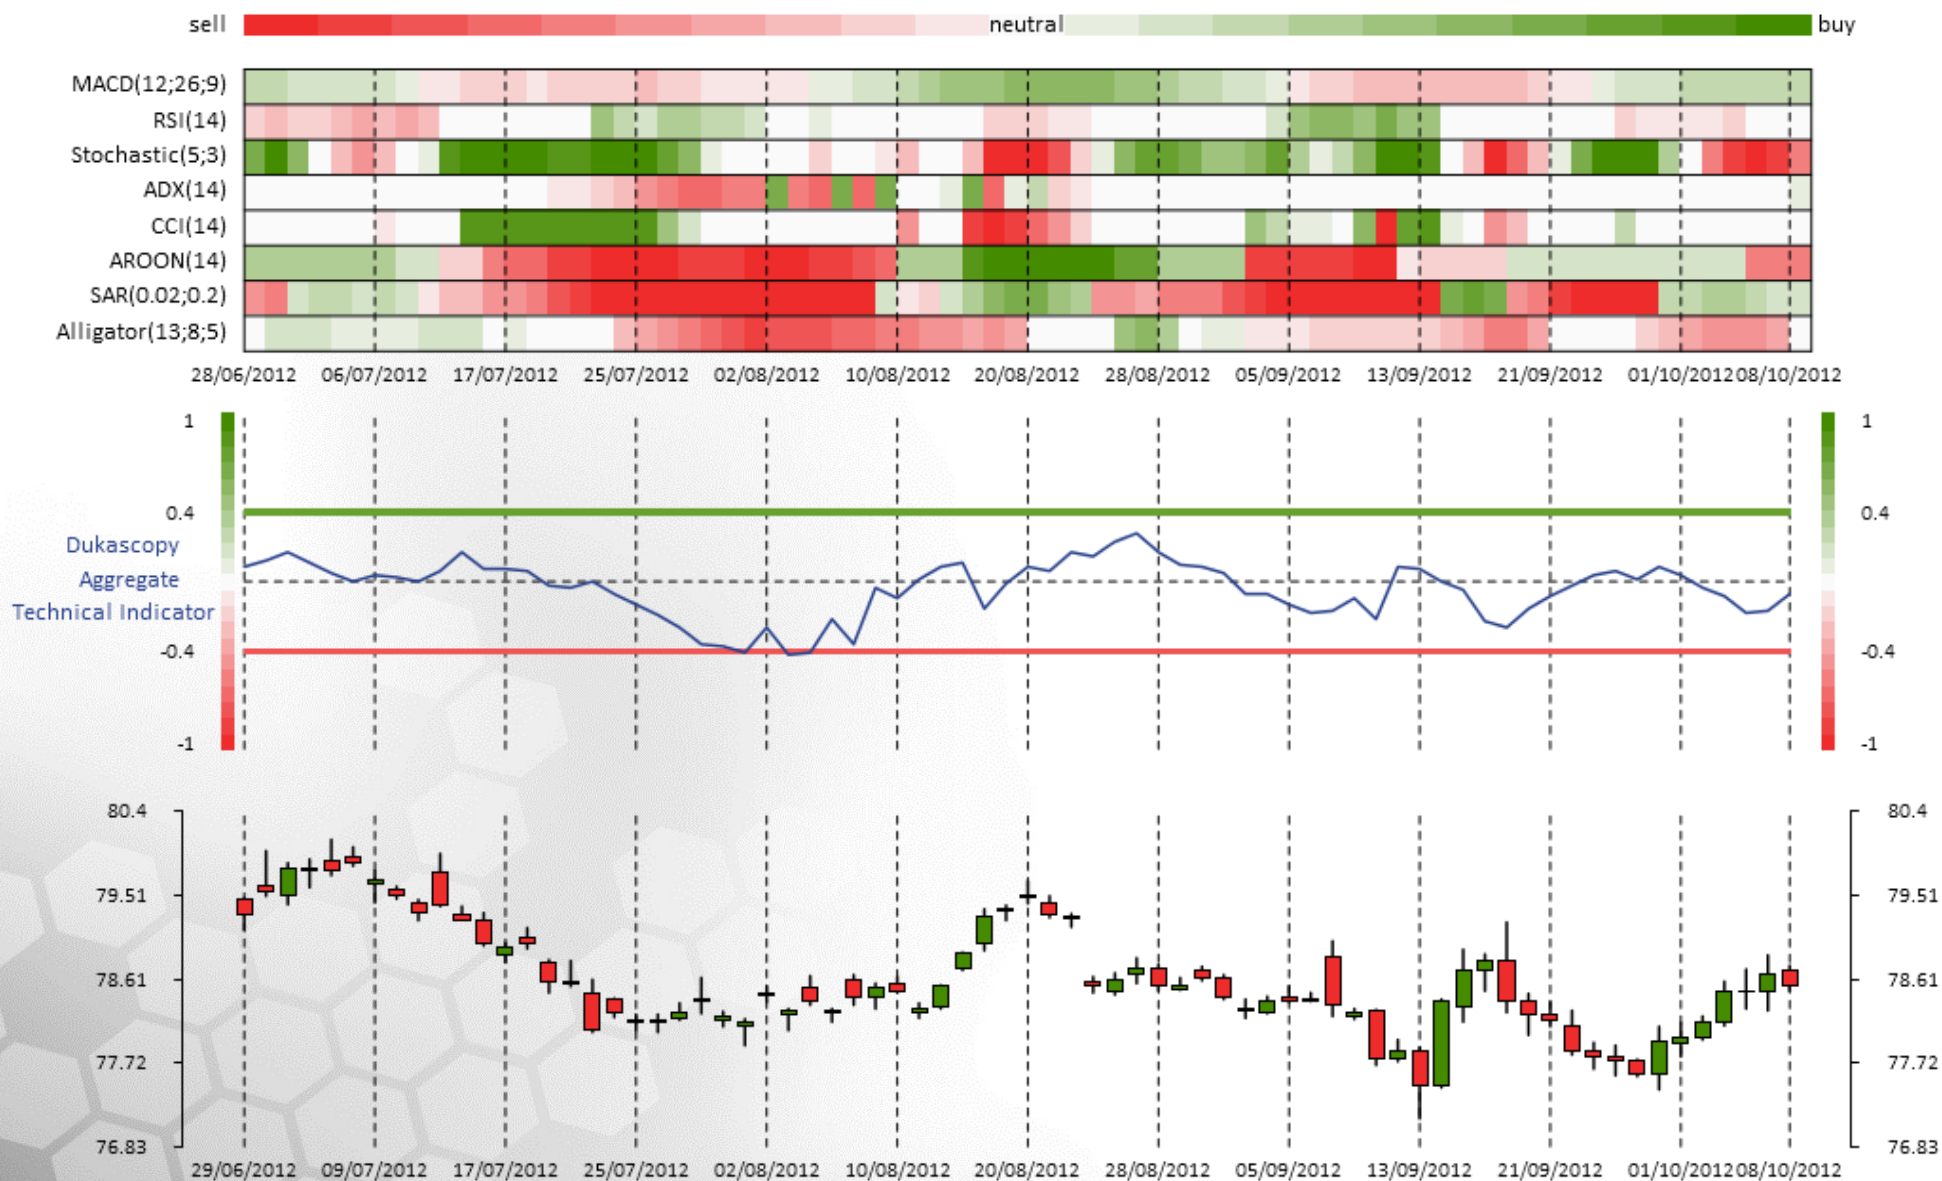 sell neutral buy
MACD(12;26;9)
RSI(14)
Stochastic(5;3)
ADX(14)
CCI(14)
AROON(14)
SAR(0.02;0.2)
Alligator(13;8;5)
28/06/2012 06/07/2012 17/07/2012 25/07/2012 02/08/2012 10/08/2012 20/08/2012 28/08/2012 05/09/2012 13/09/2012 21/09/2012 01/10/2012 08/10/2012
1 1
0.4 0.4
Dukascopy
Aggregate
Technical Indicator
-0.4 -0.4
-1 -1
80.4 80.4
79.51 79.51
78.61 78.61
77.72 77.72
76.83 76.83
29/06/2012 09/07/2012 17/07/2012 25/07/2012 02/08/2012 10/08/2012 20/08/2012 28/08/2012 05/09/2012 13/09/2012 21/09/2012 01/10/2012 08/10/2012